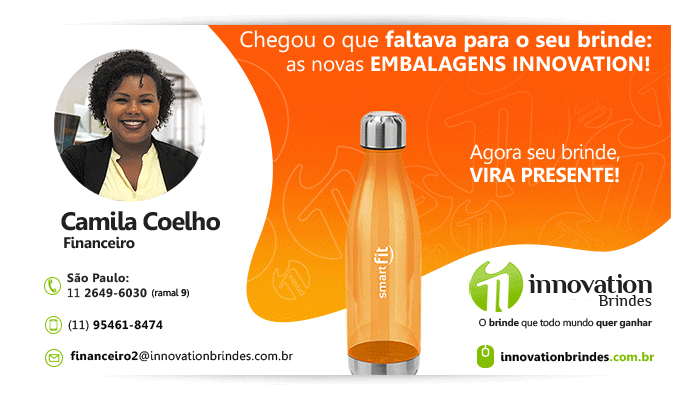 Chegou o que faltava para o seu brinde:
as novas EMBALAGENS INNOVATION!
Agora seu brinde,
VIRA PRESENTE!
Camila Coelho
Financeiro
São Paulo:
11 2649-6030 (ramal 9)
(11) 95461-8474
financeiro2@innovationbrindes.com.br
smart fit
innovation
Brindes
O brinde que todo mundo quer ganhar
innovationbrindes.com.br